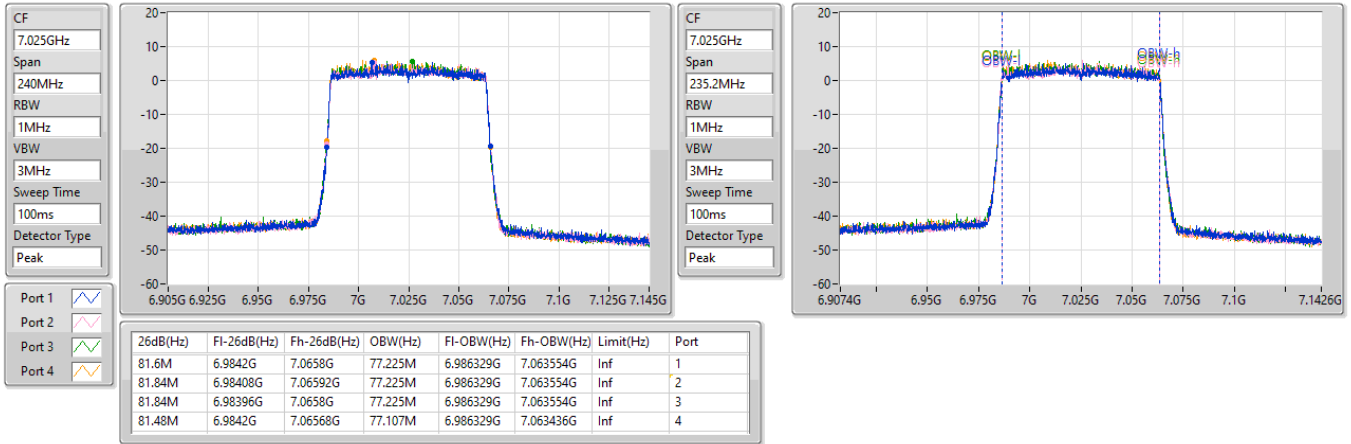 CF
7.025GHz
Span
240MHz
RBW
1MHz
VBW
3MHz
Sweep Time
100ms
Detector Type
Peak
20
10
0
-10
-20
-30
-40
-50
-60
6.905G 6.925G 6.95G 6.975G 7G 7.025G 7.05G 7.075G 7.1G 7.125G 7.145G
CF
7.025GHz
Span
235.2MHz
RBW
1MHz
VBW
3MHz
Sweep Time
100ms
Detector Type
Peak
20
10
0
-10
-20
-30
-40
-50
-60
OBW-l OBW-h
6.9074G 6.95G 6.975G 7G 7.025G 7.05G 7.075G 7.1G 7.1426G
Port 1
Port 2
Port 3
Port 4
26dB(Hz) Fl-26dB(Hz) Fh-26dB(Hz) OBW(Hz) Fl-OBW(Hz) Fh-OBW(Hz) Limit(Hz) Port
81.6M 6.9842G 7.0658G 77.225M 6.986329G 7.063554G Inf 1
81.84M 6.98408G 7.06592G 77.225M 6.986329G 7.063554G Inf 2
81.84M 6.98396G 7.0658G 77.225M 6.986329G 7.063554G Inf 3
81.48M 6.9842G 7.06568G 77.107M 6.986329G 7.063436G Inf 4